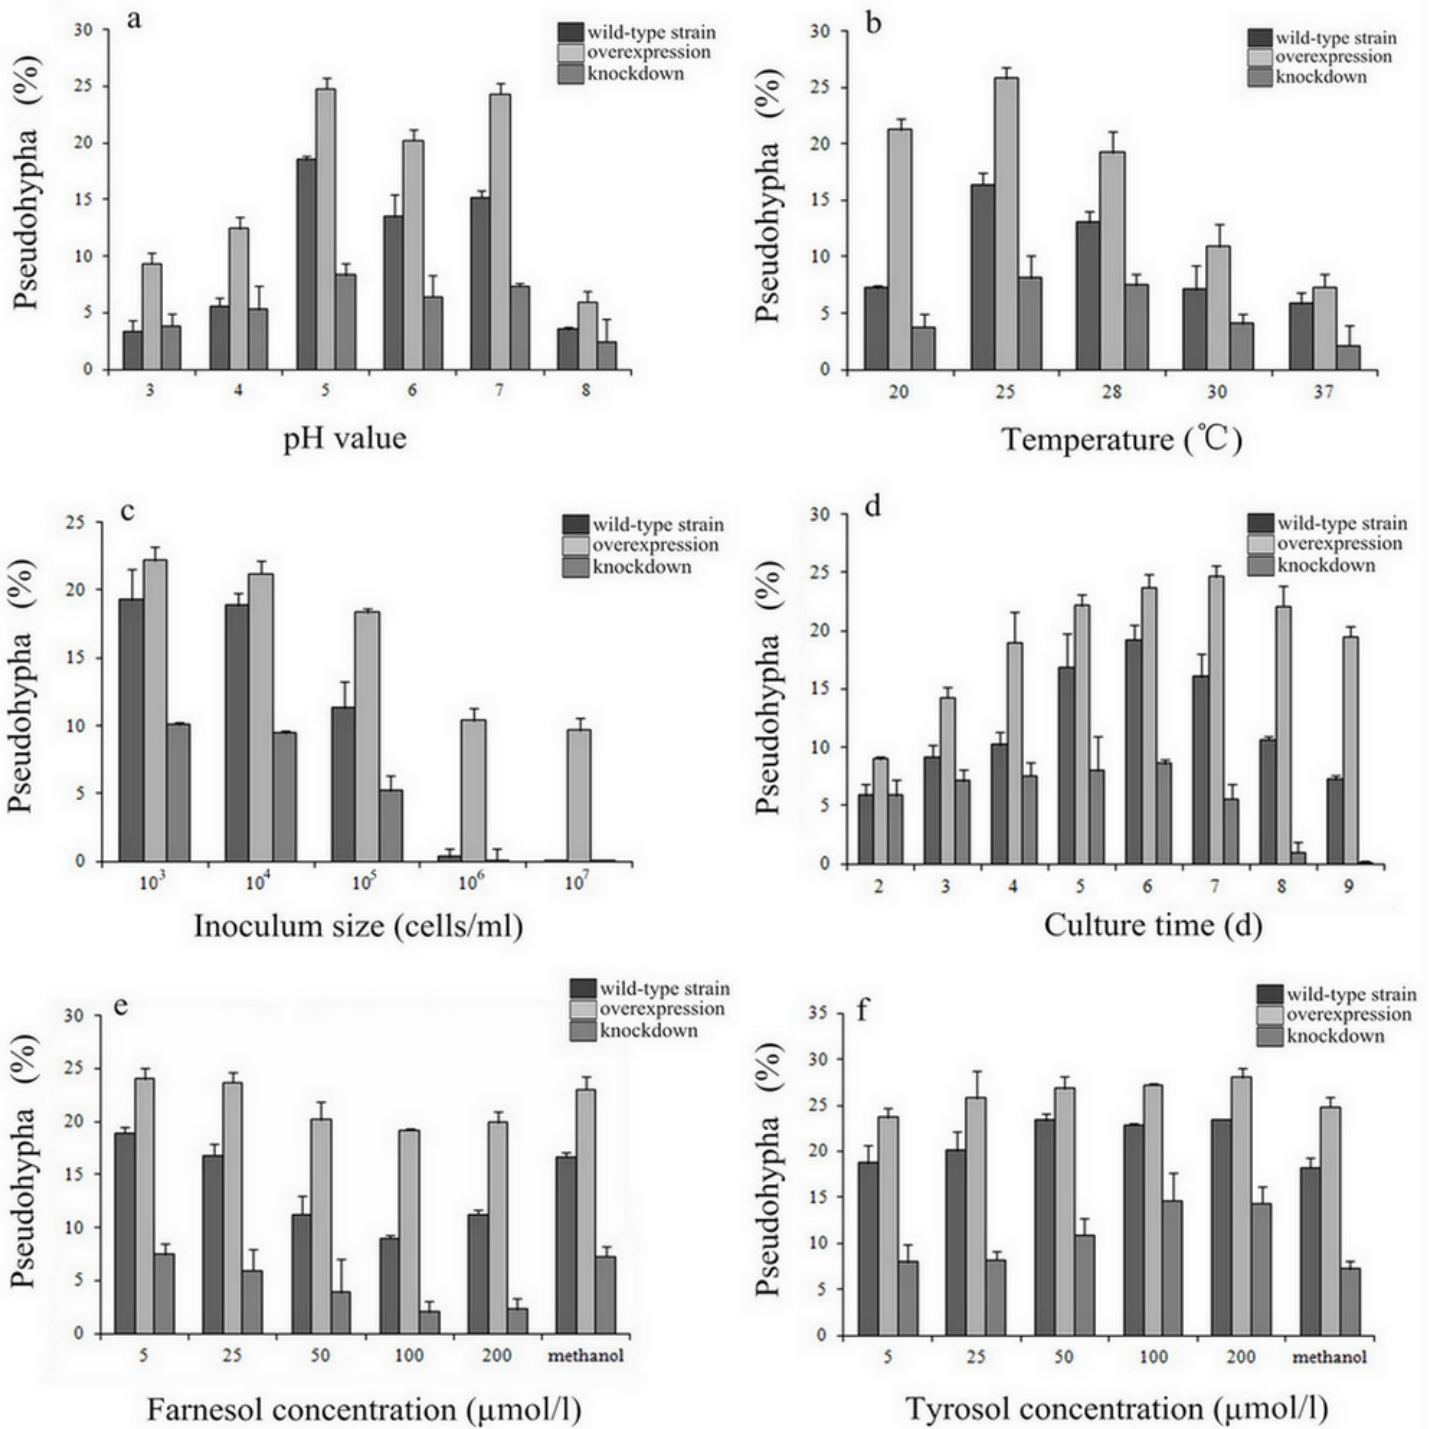 a
wild-type strain
overexpression
knockdown
Pseudohypha (%)
30
25
20
15
10
5
0
3 4 5 6 7 8
pH value
b
wild-type strain
overexpression
knockdown
Pseudohypha (%)
30
25
20
15
10
5
0
20 25 28 30 37
Temperature (℃)
c
wild-type strain
overexpression
knockdown
Pseudohypha (%)
25
20
15
10
5
0
10³ 10⁴ 10⁵ 10⁶ 10⁷
Inoculum size (cells/ml)
d
wild-type strain
overexpression
knockdown
Pseudohypha (%)
30
25
20
15
10
5
0
2 3 4 5 6 7 8 9
Culture time (d)
e
wild-type strain
overexpression
knockdown
Pseudohypha (%)
30
25
20
15
10
5
0
5 25 50 100 200 methanol
Farnesol concentration (μmol/l)
f
wild-type strain
overexpression
knockdown
Pseudohypha (%)
35
30
25
20
15
10
5
0
5 25 50 100 200 methanol
Tyrosol concentration (μmol/l)